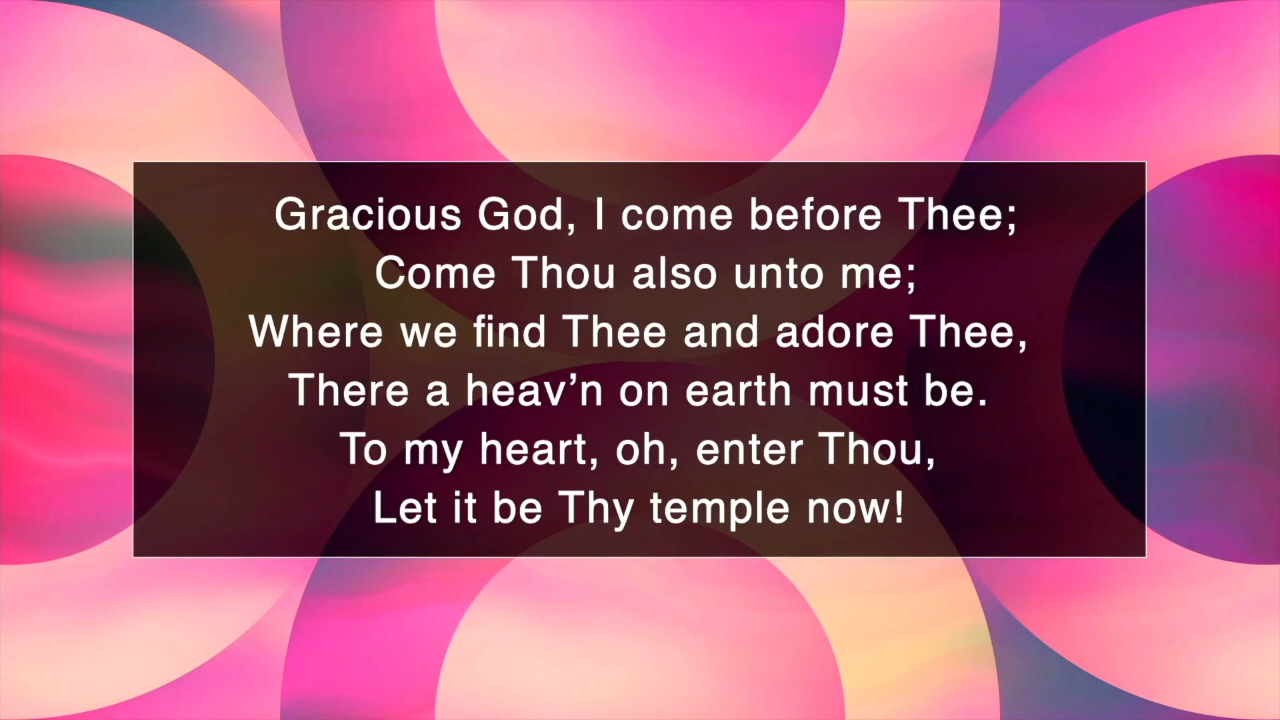 Gracious God, I come before Thee;
Come Thou also unto me;
Where we find Thee and adore Thee,
There a heav’n on earth must be.
To my heart, oh, enter Thou,
Let it be Thy temple now!